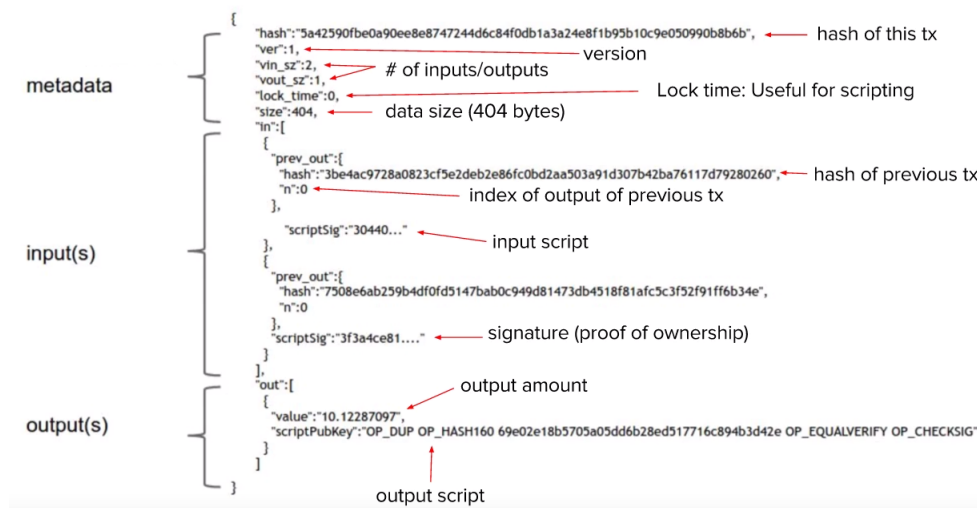 {
"hash":"5a42590fbe0a90ee8e8747244d6c84f0db1a3a24e8f1b95b10c9e050990b8b6b", hash of this tx
"ver":1, version
"vin_sz":2, # of inputs/outputs
"vout_sz":1,
metadata
"lock_time":0, Lock time: Useful for scripting
"size":404, data size (404 bytes)
"in":[
{
"prev_out":[
"hash":"3be4ac9728a0823cf5e2deb2e86fc0bd2aa503a91d307b42ba76117d79280260", hash of previous tx
"n":0 index of output of previous tx
},
"scriptSig":"30440..." input script
},
input(s)
{
"prev_out":[
"hash":"7508e6ab259b4df0fd5147bab0c949d81473db4518f81afc5c3f52f91ff6b34e",
"n":0
},
"scriptSig":"3f3a4ce81...." signature (proof of ownership)
}
],
"out":[ output amount
{
"value":"10.12287097",
output(s)
"scriptPubKey":"OP_DUP OP_HASH160 69e02e18b5705a05dd6b28ed517716c894b3d42e OP_EQUALVERIFY OP_CHECKSIG"
}
]
}
output script